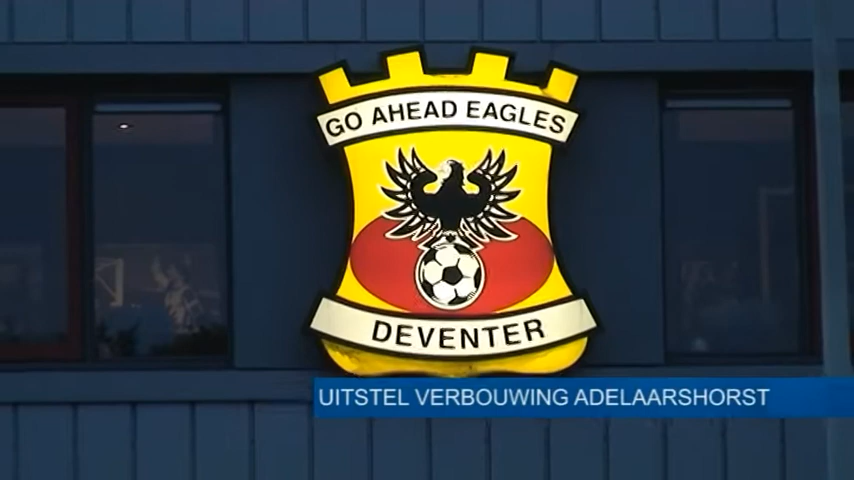 GO AHEAD EAGLES
DEVENTER
UITSTEL VERBOUWING ADELAARSHORST